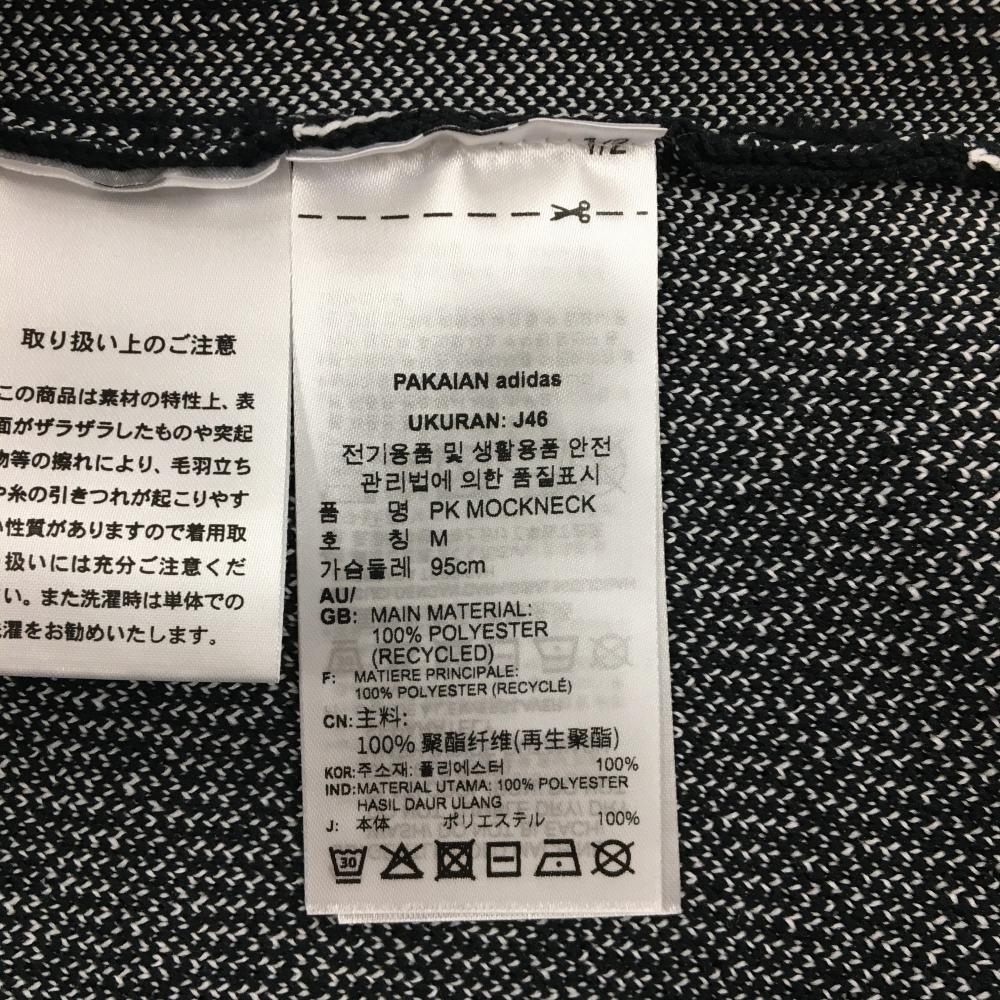 取り扱い上のご注意
この商品は素材の特性上、表
面がザラザラしたものや突起
物等の擦れにより、毛羽立ち
や糸の引きつれが起こりやす
い性質がありますので着用取
り扱いには充分ご注意くだ
さい。また洗濯時は単体での
洗濯をお勧めいたします。
1/2
PAKAIAN adidas
UKURAN: J46
전기용품 및 생활용품 안전
관리법에 의한 품질표시
품 명 PK MOCKNECK
호 칭 M
가슴둘레 95cm
AU/
GB: MAIN MATERIAL:
100% POLYESTER
(RECYCLED)
F: MATIERE PRINCIPALE:
100% POLYESTER (RECYCLÉ)
CN: 主料:
100% 聚酯纤维(再生聚酯)
KOR: 주소재: 폴리에스터 100%
IND: MATERIAL UTAMA: 100% POLYESTER
HASIL DAUR ULANG
J: 本体 ポリエステル 100%
30